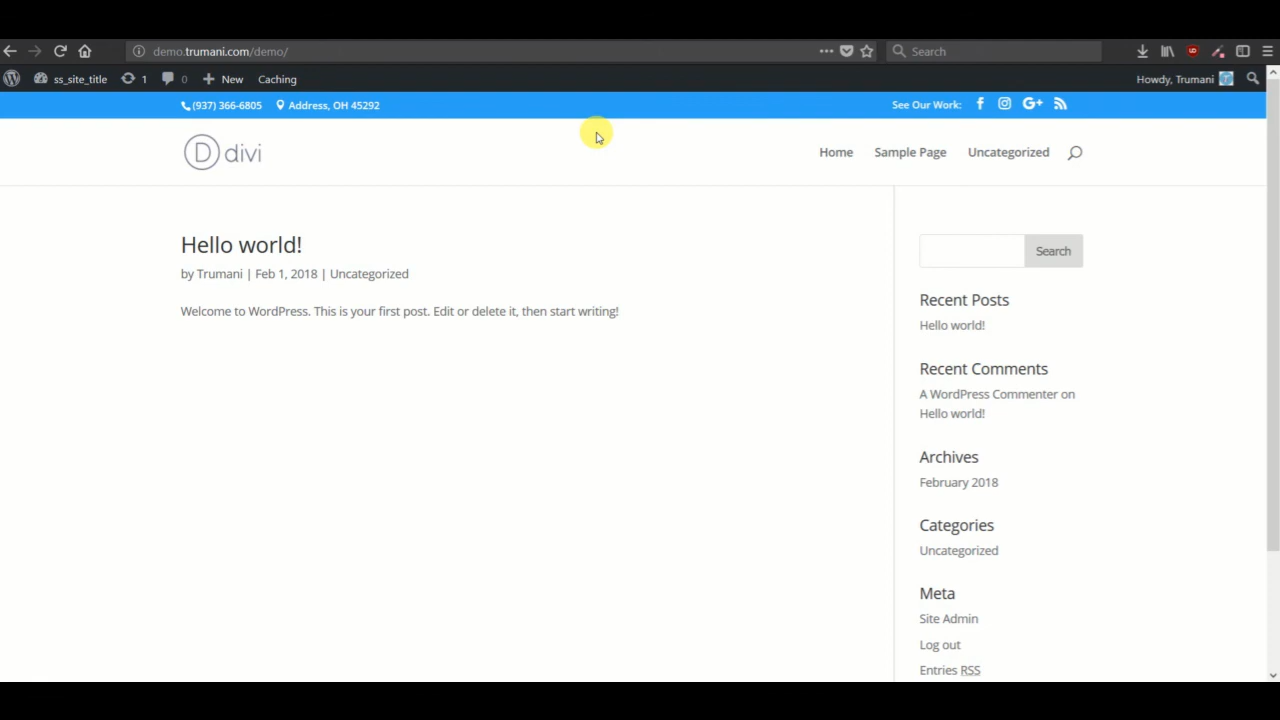 demo.trumani.com/demo/
Search
ss_site_title 1 0 New Caching Howdy, Trumani
(937) 366-6805 Address, OH 45292 See Our Work: G+
D divi Home Sample Page Uncategorized
Hello world!
by Trumani | Feb 1, 2018 | Uncategorized
Welcome to WordPress. This is your first post. Edit or delete it, then start writing!
Search
Recent Posts
Hello world!
Recent Comments
A WordPress Commenter on
Hello world!
Archives
February 2018
Categories
Uncategorized
Meta
Site Admin
Log out
Entries RSS